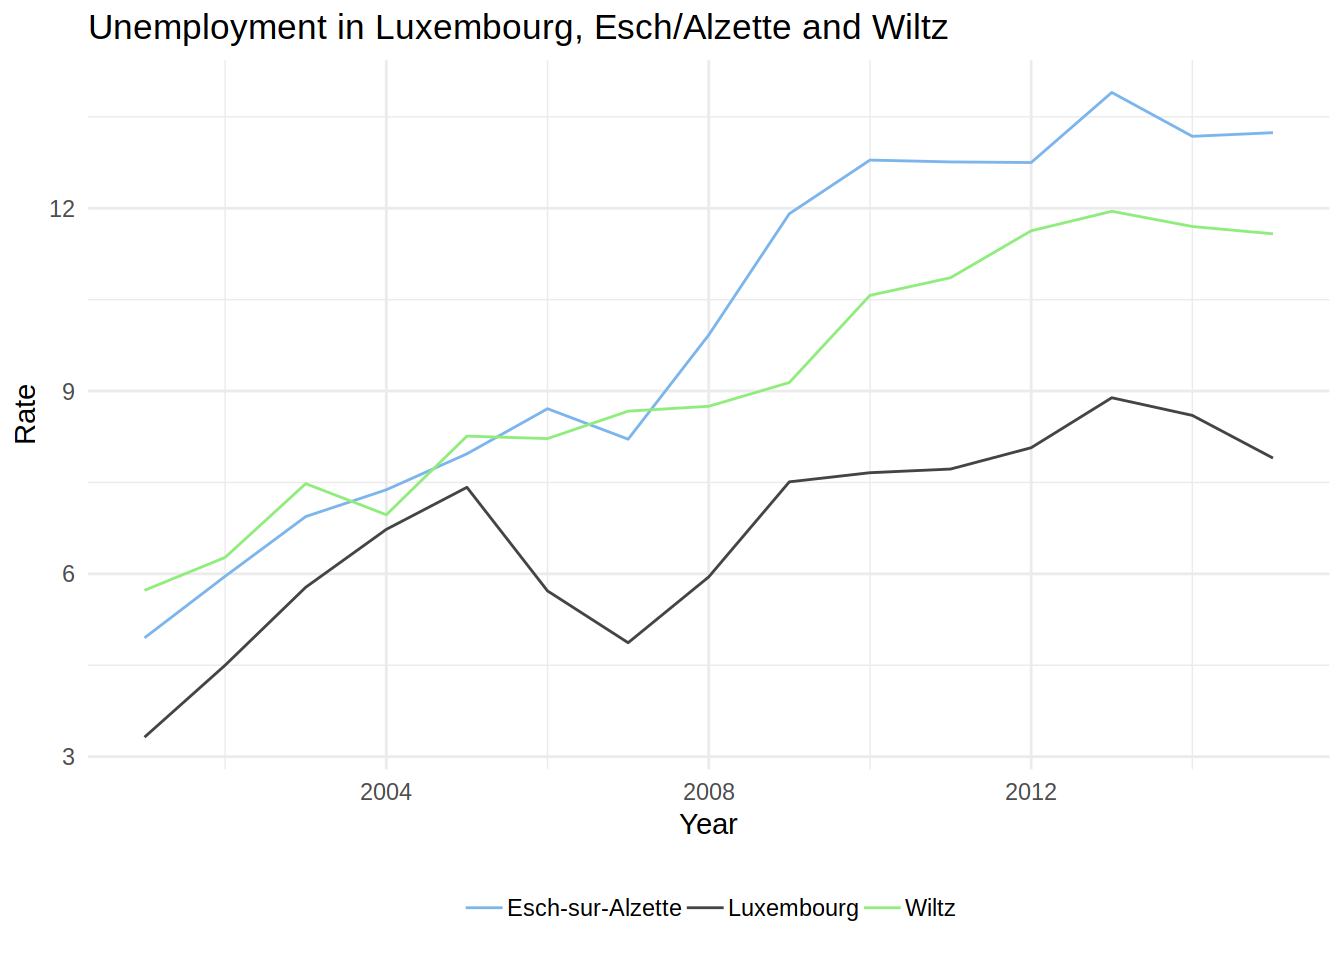 Unemployment in Luxembourg, Esch/Alzette and Wiltz
12
9
6
3
Rate
2004 2008 2012
Year
Esch-sur-Alzette Luxembourg Wiltz